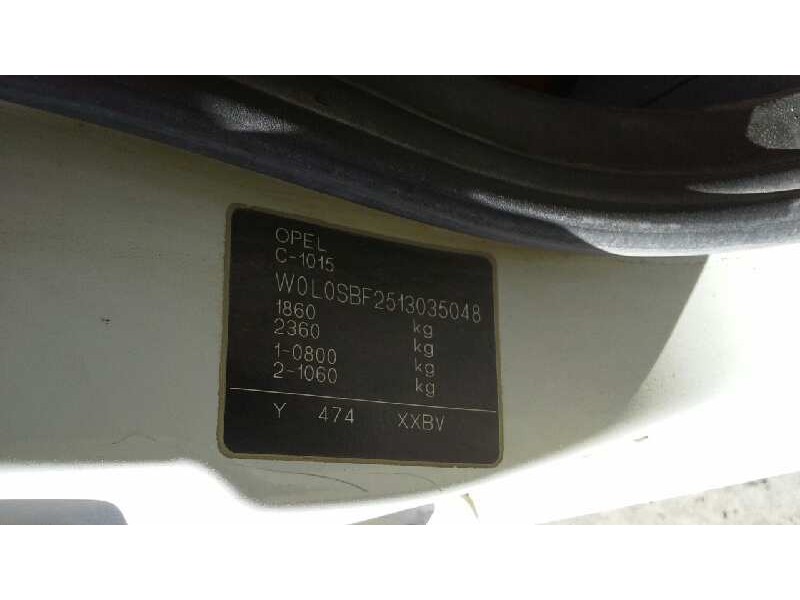 OPEL
C-1015
W0L0SBF2513035048
1860 kg
2360 kg
1-0800 kg
2-1060 kg
Y 474 XXBV